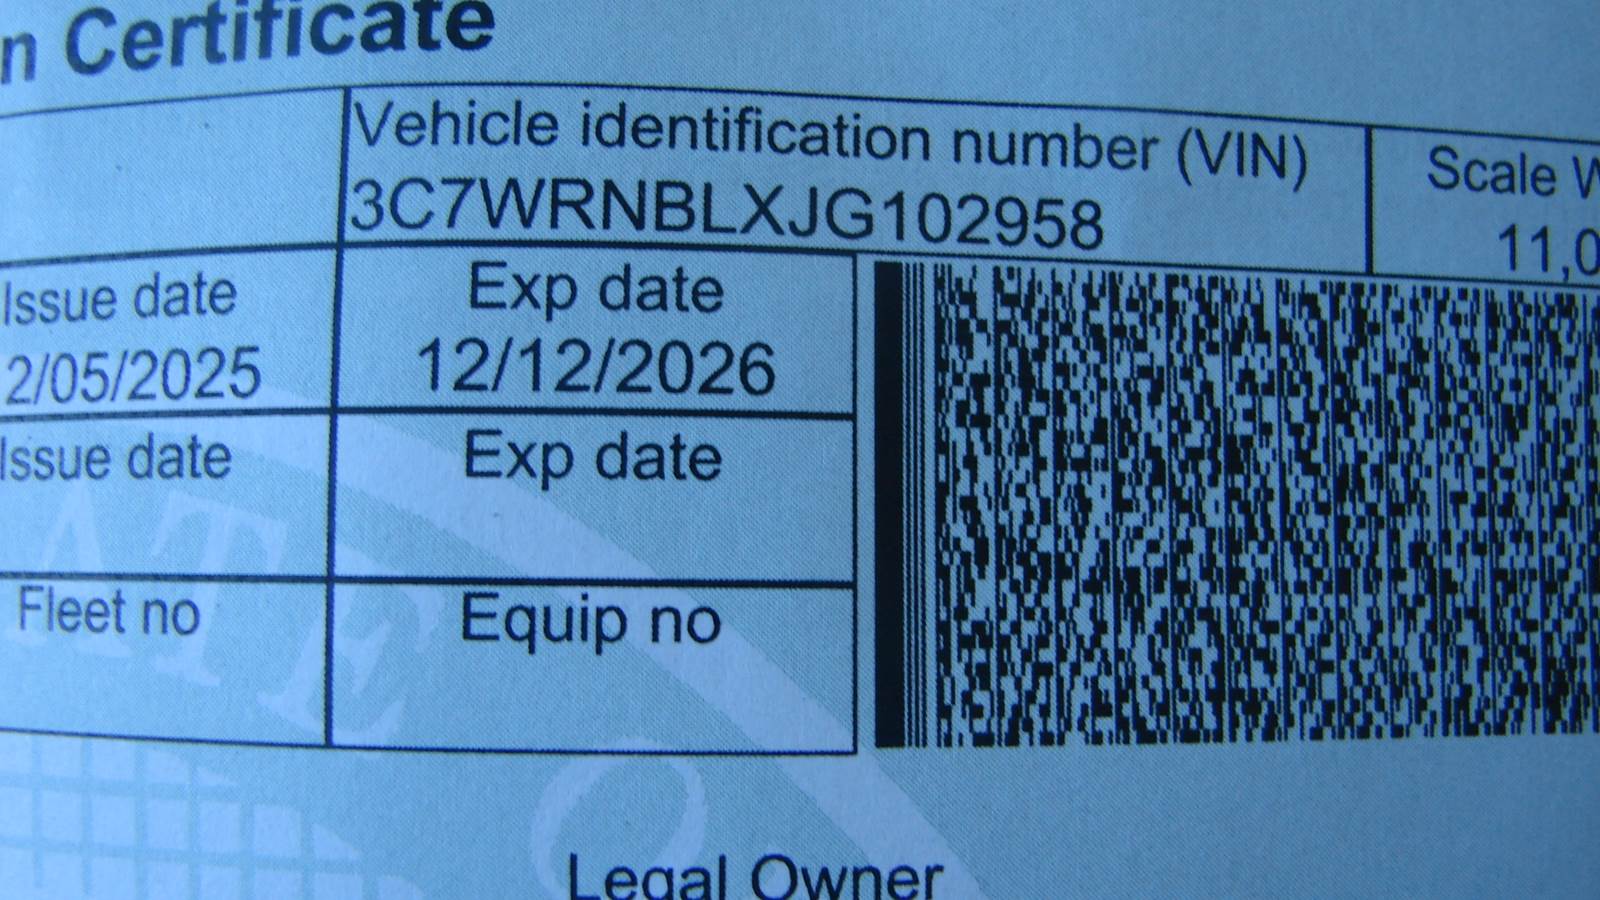 n Certificate
Vehicle identification number (VIN)
3C7WRNBLXJG102958
Scale W
11,0
Issue date
2/05/2025
Exp date
12/12/2026
Issue date
Exp date
Fleet no
Equip no
ATE O
Legal Owner